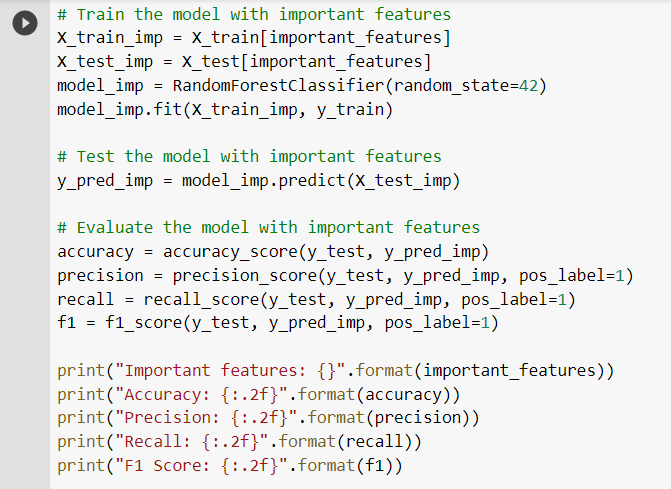 # Train the model with important features
X_train_imp = X_train[important_features]
X_test_imp = X_test[important_features]
model_imp = RandomForestClassifier(random_state=42)
model_imp.fit(X_train_imp, y_train)
# Test the model with important features
y_pred_imp = model_imp.predict(X_test_imp)
# Evaluate the model with important features
accuracy = accuracy_score(y_test, y_pred_imp)
precision = precision_score(y_test, y_pred_imp, pos_label=1)
recall = recall_score(y_test, y_pred_imp, pos_label=1)
f1 = f1_score(y_test, y_pred_imp, pos_label=1)
print("Important features: {}".format(important_features))
print("Accuracy: {:.2f}".format(accuracy))
print("Precision: {:.2f}".format(precision))
print("Recall: {:.2f}".format(recall))
print("F1 Score: {:.2f}".format(f1))